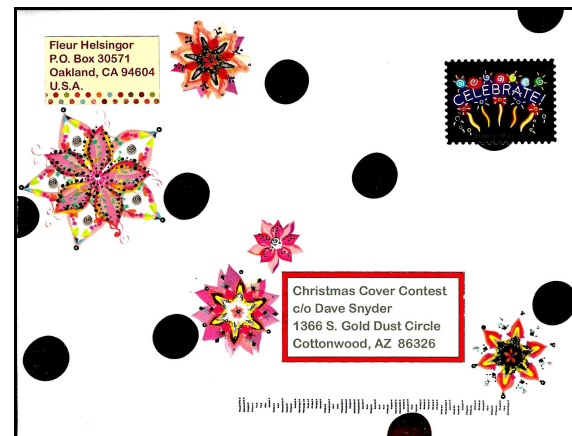 Fleur Helsingor
P.O. Box 30571
Oakland, CA 94604
U.S.A.
CELEBRATE!
Christmas Cover Contest
c/o Dave Snyder
1366 S. Gold Dust Circle
Cottonwood, AZ 86326